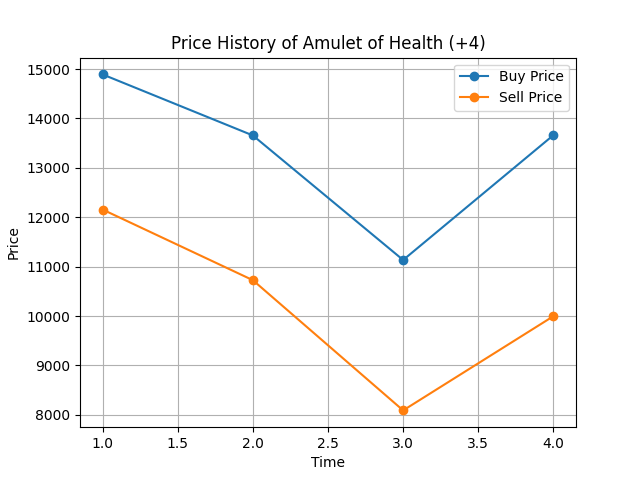 Price History of Amulet of Health (+4)
15000
14000
13000
12000
11000
10000
9000
8000
Price
Buy Price
Sell Price
1.0 1.5 2.0 2.5 3.0 3.5 4.0
Time